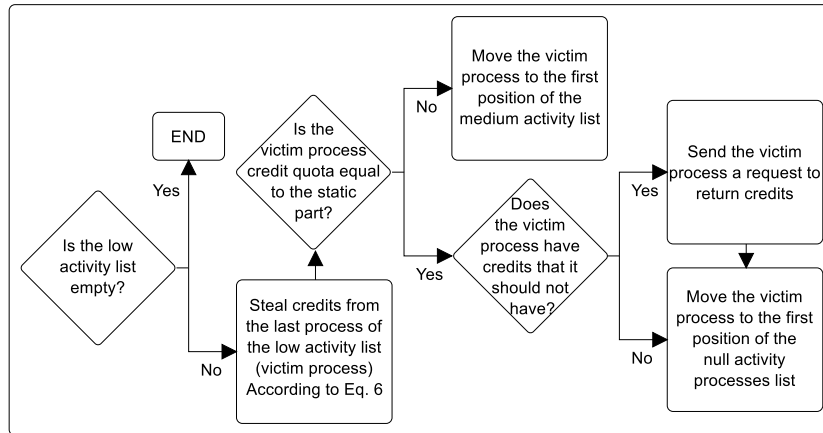 Is the low
activity list
empty?
Yes
END
No
Steal credits from
the last process of
the low activity list
(victim process)
According to Eq. 6
Is the
victim process
credit quota equal
to the static
part?
No
Move the victim
process to the first
position of the
medium activity list
Yes
Does
the victim
process have
credits that it
should not
have?
Yes
Send the victim
process a request to
return credits
No
Move the victim
process to the first
position of the
null activity
processes list